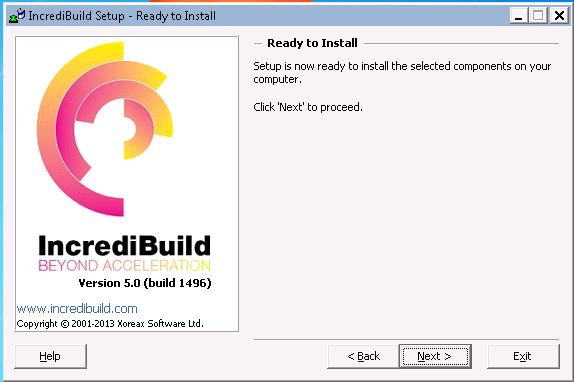 IncrediBuild Setup - Ready to Install
Ready to Install
Setup is now ready to install the selected components on your
computer.
Click 'Next' to proceed.
IncrediBuild
BEYOND ACCELERATION
Version 5.0 (build 1496)
www.incredibuild.com
Copyright © 2001-2013 Xoreax Software Ltd.
Help
< Back
Next >
Exit